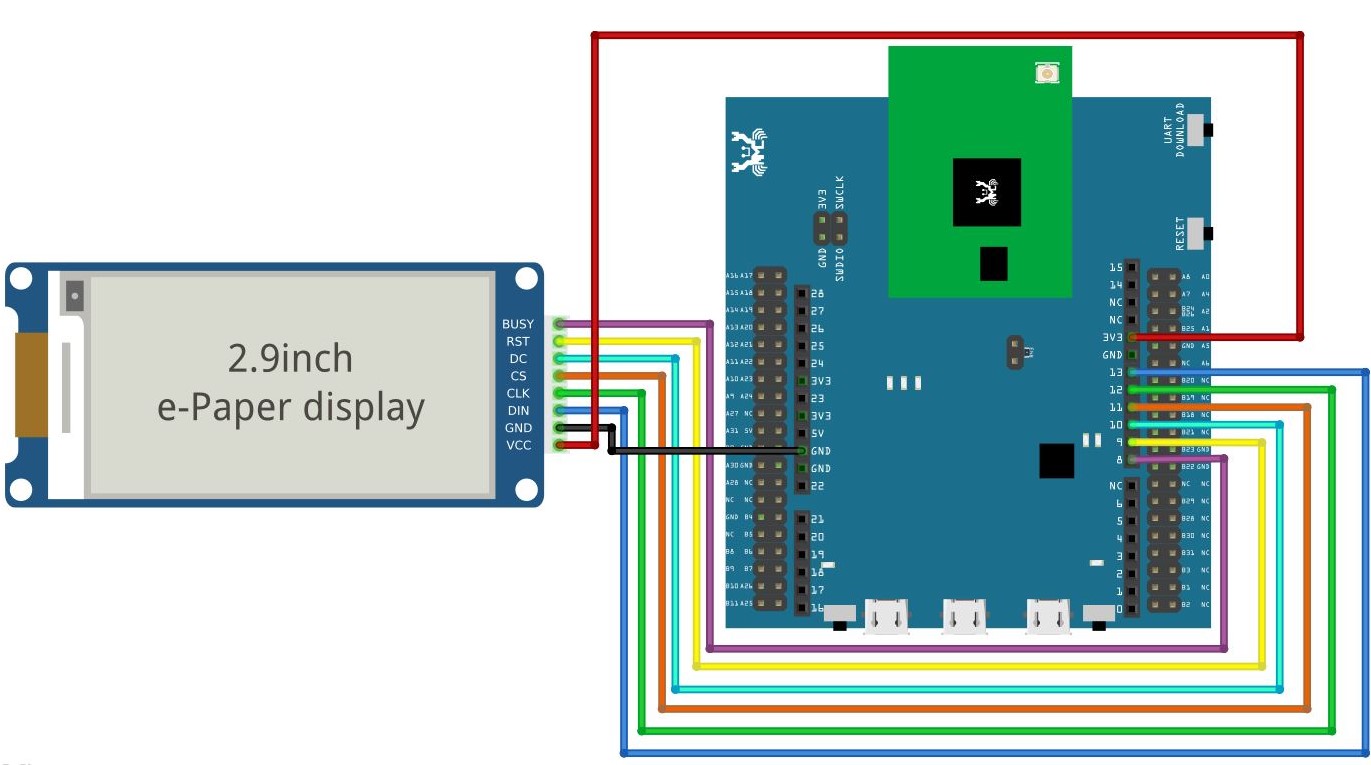 2.9inch
e-Paper display
BUSY
RST
DC
CS
CLK
DIN
GND
VCC
UART
DOWNLOAD
RESET
3V3
SWCLK
GND
SWDIO
A16 A17
A15 A18
A14 A19
A13 A20
A12 A21
A11 A22
A10 A23
A9 A24
A27 NC
A31 5V
A30 GND
A28 NC
NC NC
GND B4
NC B5
B8 B6
B9 B7
B10 A26
B11 A25
28
27
26
25
24
3V3
23
3V3
5V
GND
GND
22
21
20
19
18
17
16
15
14
NC
NC
3V3
GND
13
12
11
10
9
8
NC
6
5
4
3
2
1
0
A8 A0
A7 A4
A2
B25 A1
GND A5
NC A6
B20 NC
B19 NC
B18 NC
B21 NC
B23 GND
B22 GND
NC NC
B29 NC
B28 NC
B30 NC
B31 NC
B3 NC
B1 NC
B2 NC